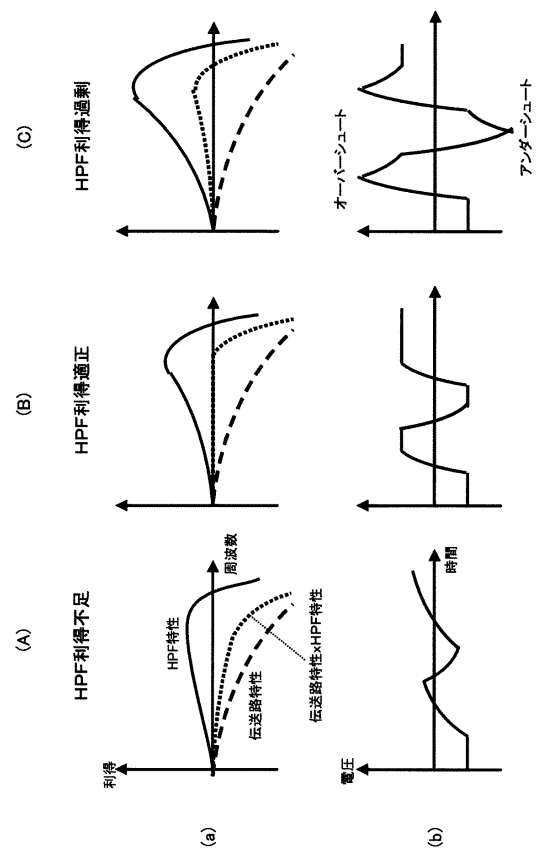 (A)
HPF利得不足
(B)
HPF利得適正
(C)
HPF利得過剰
(a)
利得
周波数
HPF特性
伝送路特性
伝送路特性xHPF特性
(b)
電圧
時間
オーバーシュート
アンダーシュート